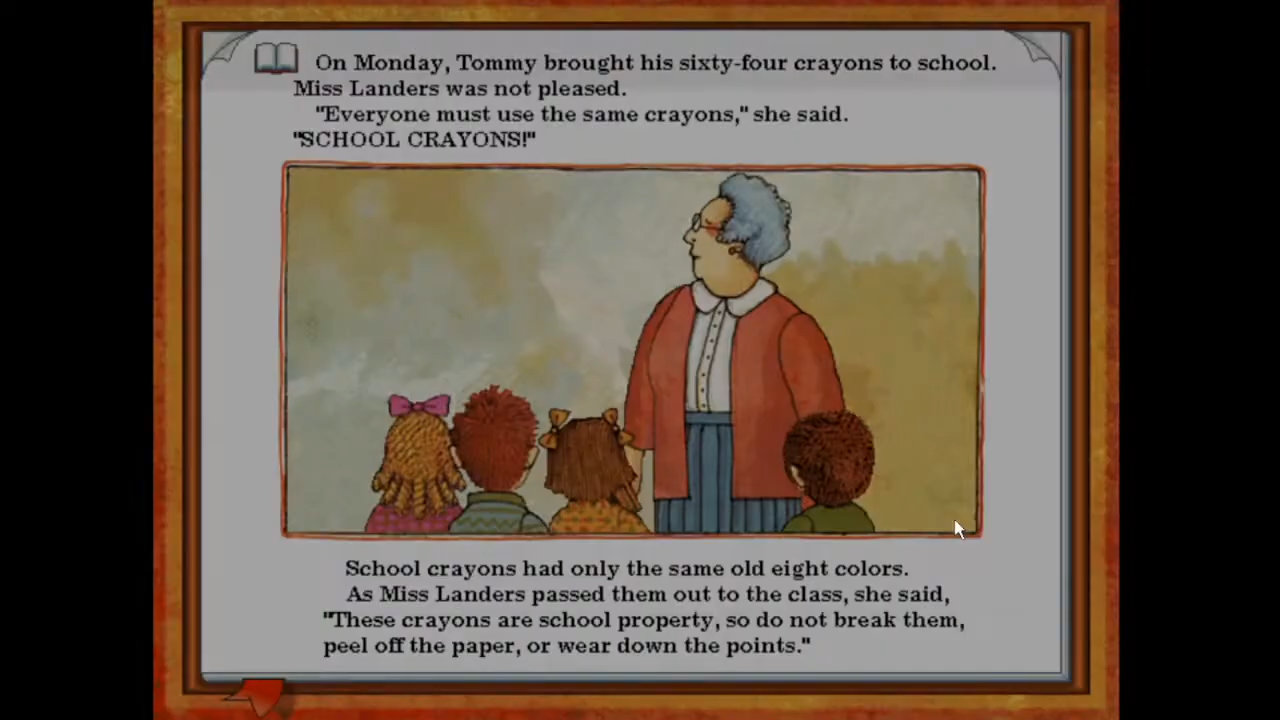 On Monday, Tommy brought his sixty-four crayons to school.
Miss Landers was not pleased.
"Everyone must use the same crayons," she said.
"SCHOOL CRAYONS!"
School crayons had only the same old eight colors.
As Miss Landers passed them out to the class, she said,
"These crayons are school property, so do not break them,
peel off the paper, or wear down the points."